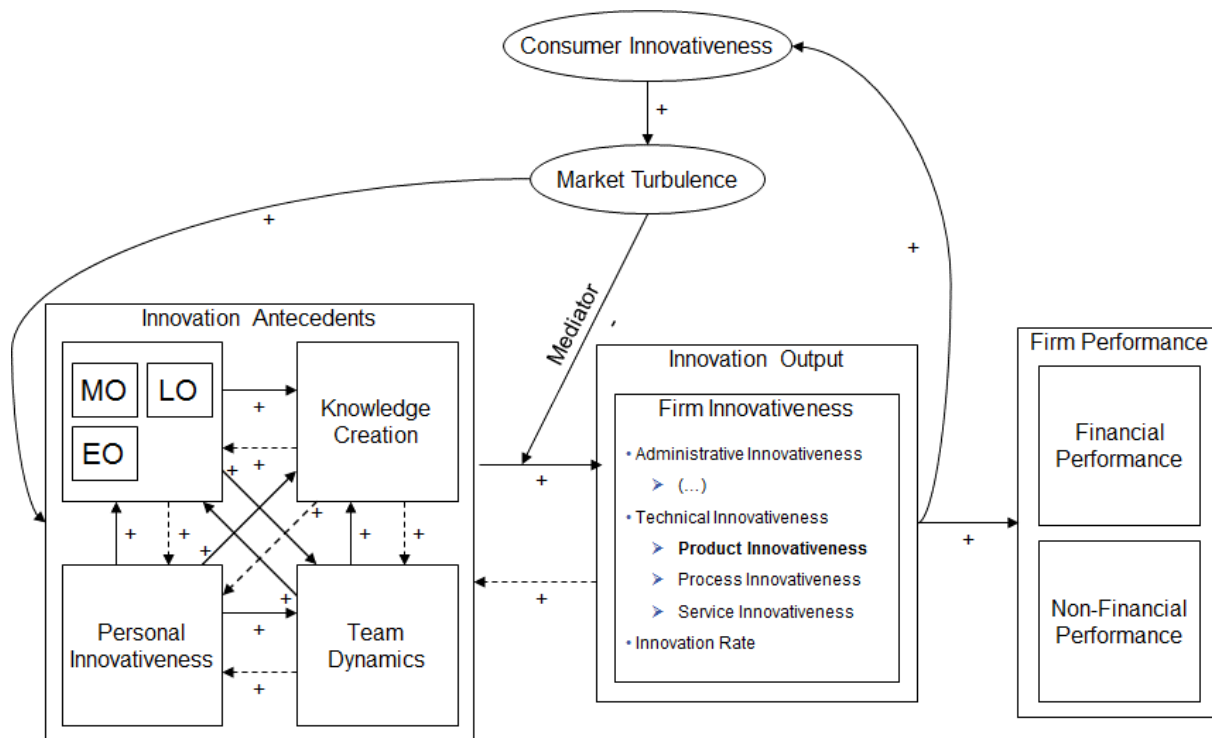 Consumer Innovativeness
+
Market Turbulence
+
+
Mediator
,
Innovation Antecedents
MO LO
EO
+
Knowledge
Creation
+
+
+
+
+
+
+
+
+
Personal
Innovativeness
+
+
Team
Dynamics
+
+
Innovation Output
Firm Innovativeness
• Administrative Innovativeness
➤ (...)
• Technical Innovativeness
➤ Product Innovativeness
➤ Process Innovativeness
➤ Service Innovativeness
• Innovation Rate
+
Firm Performance
Financial
Performance
Non-Financial
Performance